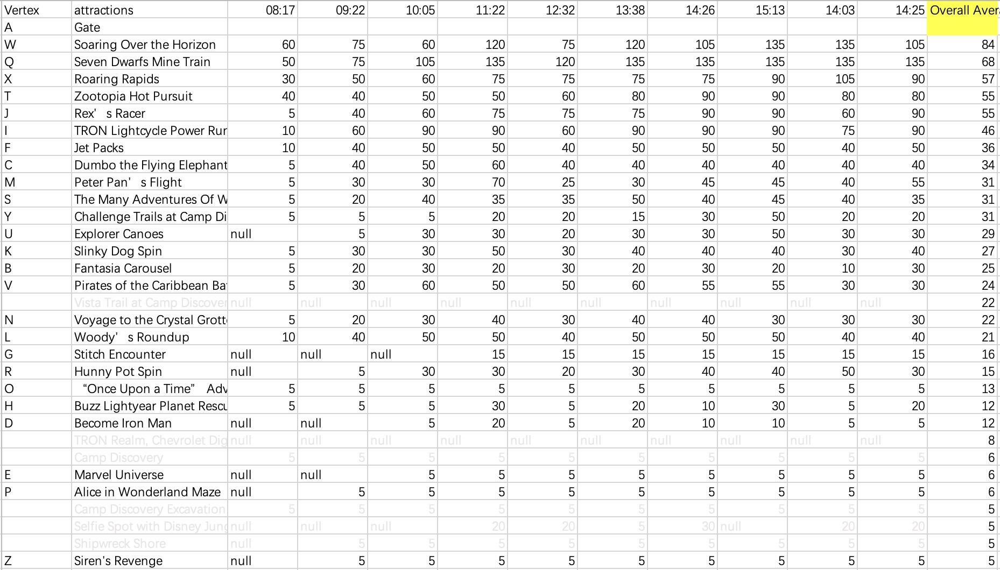 Vertex attractions 08:17 09:22 10:05 11:22 12:32 13:38 14:26 15:13 14:03 14:25 Overall Aver
A Gate
W Soaring Over the Horizon 60 75 60 120 75 120 105 135 135 105 84
Q Seven Dwarfs Mine Train 50 75 105 135 120 135 135 135 135 135 68
X Roaring Rapids 30 50 60 75 75 75 75 90 105 90 57
T Zootopia Hot Pursuit 40 40 50 50 60 80 90 90 80 80 55
J Rex’ s Racer 5 40 60 75 75 75 90 90 60 90 55
I TRON Lightcycle Power Run 10 60 90 90 60 90 90 90 75 90 46
F Jet Packs 10 40 50 50 40 50 50 50 40 50 36
C Dumbo the Flying Elephant 5 40 50 60 40 40 40 40 40 40 34
M Peter Pan’ s Flight 5 30 30 70 25 30 45 45 40 55 31
S The Many Adventures Of W 5 20 40 35 35 50 40 45 40 35 31
Y Challenge Trails at Camp Di 5 5 5 20 20 15 30 50 20 20 31
U Explorer Canoes null 5 30 30 20 30 30 50 30 30 29
K Slinky Dog Spin 5 30 30 50 30 40 40 40 30 40 27
B Fantasia Carousel 5 20 30 20 30 20 30 20 10 30 25
V Pirates of the Caribbean Bat 5 30 60 50 50 60 55 55 30 30 24
Vista Trail at Camp Discover null null null null null null null null null null 22
N Voyage to the Crystal Grotto 5 20 30 40 30 40 40 30 30 30 22
L Woody’ s Roundup 10 40 50 50 40 50 50 50 40 40 21
G Stitch Encounter null null null 15 15 15 15 15 15 15 16
R Hunny Pot Spin null 5 30 30 20 30 40 40 50 30 15
O “Once Upon a Time” Adv 5 5 5 5 5 5 5 5 5 5 13
H Buzz Lightyear Planet Rescu 5 5 5 30 5 20 10 30 5 20 12
D Become Iron Man null null 5 20 5 20 10 10 5 5 12
TRON Realm, Chevrolet Dig null null null null null null null null null null 8
Camp Discovery 5 5 5 5 5 5 5 5 5 5 6
E Marvel Universe null null 5 5 5 5 5 5 5 5 6
P Alice in Wonderland Maze null 5 5 5 5 5 5 5 5 5 6
Camp Discovery Excavation 5 5 5 5 5 5 5 5 5 5 5
Selfie Spot with Disney Jung null null null 20 20 5 30 null 20 20 5
Shipwreck Shore null 5 5 5 5 5 5 5 5 5 5
Z Siren's Revenge null 5 5 5 5 5 5 5 5 5 5